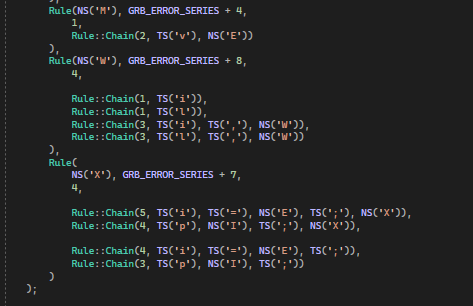 ),
Rule(NS('M'), GRB_ERROR_SERIES + 4,
1,
Rule::Chain(2, TS('v'), NS('E'))
),
Rule(NS('W'), GRB_ERROR_SERIES + 8,
4,
Rule::Chain(1, TS('i')),
Rule::Chain(1, TS('l')),
Rule::Chain(3, TS('i'), TS(','), NS('W')),
Rule::Chain(3, TS('l'), TS(','), NS('W'))
),
Rule(
NS('X'), GRB_ERROR_SERIES + 7,
4,
Rule::Chain(5, TS('i'), TS('='), NS('E'), TS(';'), NS('X')),
Rule::Chain(4, TS('p'), NS('I'), TS(';'), NS('X')),
Rule::Chain(4, TS('i'), TS('='), NS('E'), TS(';')),
Rule::Chain(3, TS('p'), NS('I'), TS(';'))
)
);